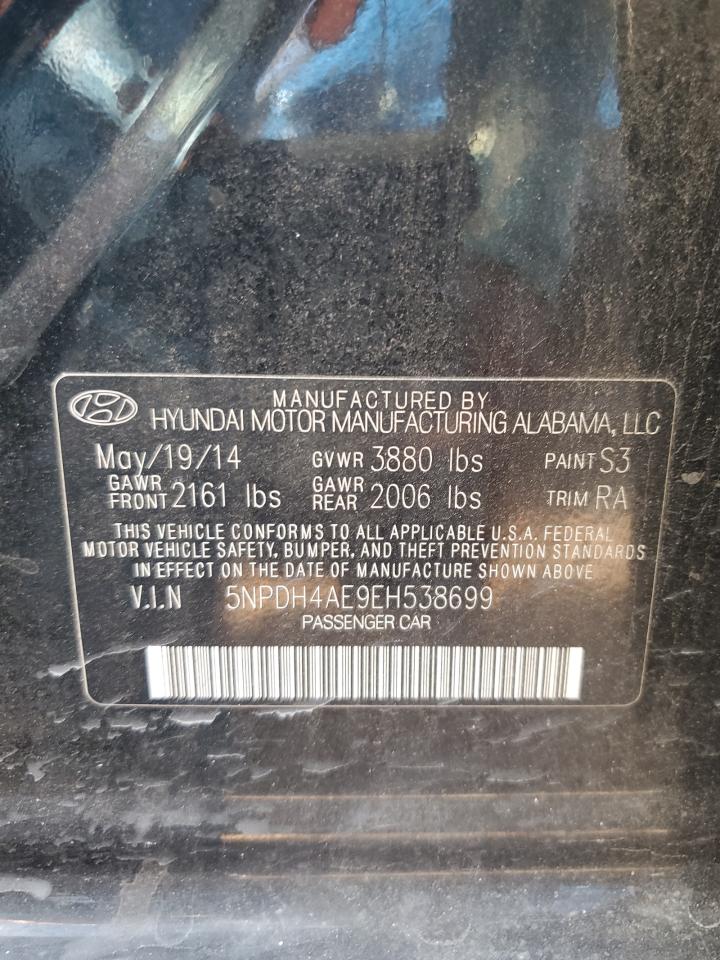 MANUFACTURED BY
HYUNDAI MOTOR MANUFACTURING ALABAMA, LLC
May/19/14 GVWR 3880 lbs PAINT S3
GAWR FRONT 2161 lbs GAWR REAR 2006 lbs TRIM RA
THIS VEHICLE CONFORMS TO ALL APPLICABLE U.S.A. FEDERAL
MOTOR VEHICLE SAFETY, BUMPER, AND THEFT PREVENTION STANDARDS
IN EFFECT ON THE DATE OF MANUFACTURE SHOWN ABOVE.
V.I.N 5NPDH4AE9EH538699
PASSENGER CAR